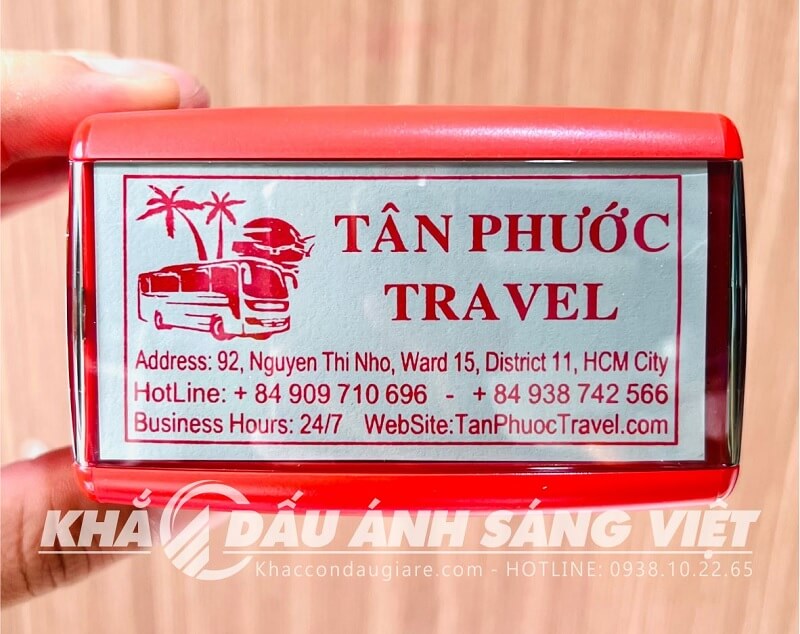 TÂN PHƯỚC
TRAVEL
Address: 92, Nguyen Thi Nho, Ward 15, District 11, HCM City
HotLine: + 84 909 710 696 - + 84 938 742 566
Business Hours: 24/7 WebSite:TanPhuocTravel.com
KHẮC DẤU ÁNH SÁNG VIỆT
Khaccondaugiare.com - HOTLINE: 0938.10.22.65